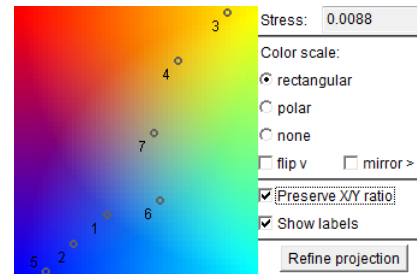 3
4
7
6
1
2
5
Stress: 0.0088
Color scale:
rectangular
polar
none
flip v mirror >
Preserve X/Y ratio
Show labels
Refine projection